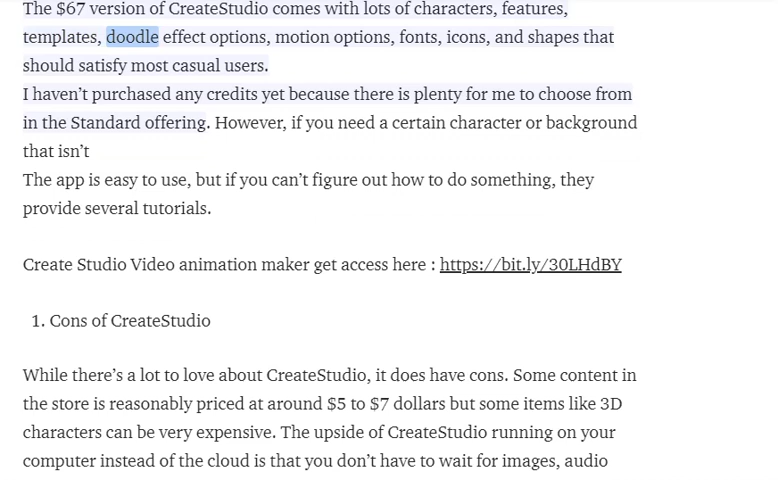 The $67 version of CreateStudio comes with lots of characters, features,
templates, doodle effect options, motion options, fonts, icons, and shapes that
should satisfy most casual users.
I haven’t purchased any credits yet because there is plenty for me to choose from
in the Standard offering. However, if you need a certain character or background
that isn’t
The app is easy to use, but if you can’t figure out how to do something, they
provide several tutorials.
Create Studio Video animation maker get access here : https://bit.ly/30LHdBY
1. Cons of CreateStudio
While there’s a lot to love about CreateStudio, it does have cons. Some content in
the store is reasonably priced at around $5 to $7 dollars but some items like 3D
characters can be very expensive. The upside of CreateStudio running on your
computer instead of the cloud is that you don’t have to wait for images, audio